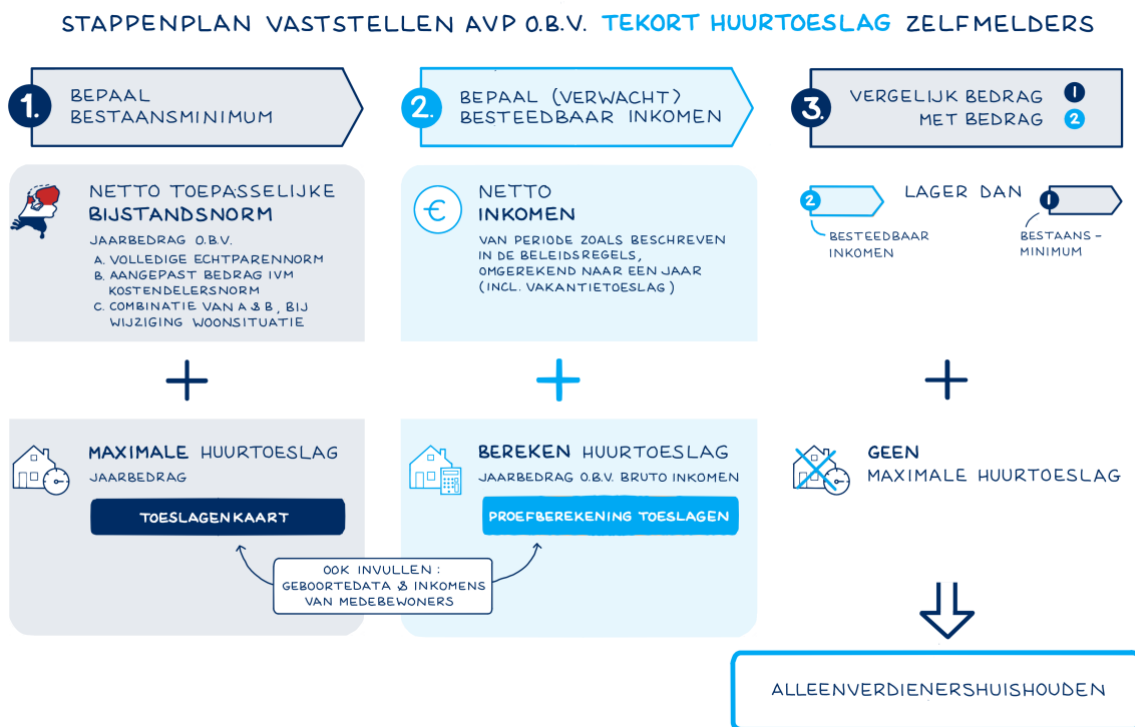 STAPPENPLAN VASTSTELLEN AVP O.B.V. TEKORT HUURTOESLAG ZELFMELDERS
1.
BEPAAL
BESTAANSMINIMUM
NETTO TOEPASSELIJKE
BIJSTANDSNORM
JAARBEDRAG O.B.V.
A. VOLLEDIGE ECHTPARENNORM
B. AANGEPAST BEDRAG IVM
KOSTENDELERSNORM
C. COMBINATIE VAN A & B, BIJ
WIJZIGING WOONSITUATIE
+
MAXIMALE HUURTOESLAG
JAARBEDRAG
TOESLAGENKAART
2.
BEPAAL (VERWACHT)
BESTEEDBAAR INKOMEN
€
NETTO
INKOMEN
VAN PERIODE ZOALS BESCHREVEN
IN DE BELEIDSREGELS,
OMGEREKEND NAAR EEN JAAR
(INCL. VAKANTIETOESLAG)
+
BEREKEN HUURTOESLAG
JAARBEDRAG O.B.V. BRUTO INKOMEN
PROEFBEREKENING TOESLAGEN
OOK INVULLEN:
GEBOORTEDATA & INKOMENS
VAN MEDEBEWONERS
3.
VERGELIJK BEDRAG 1
MET BEDRAG 2
2 LAGER DAN 1
BESTEEDBAAR
INKOMEN
BESTAANS-
MINIMUM
+
GEEN
MAXIMALE HUURTOESLAG
ALLEENVERDIENERSHUISHOUDEN